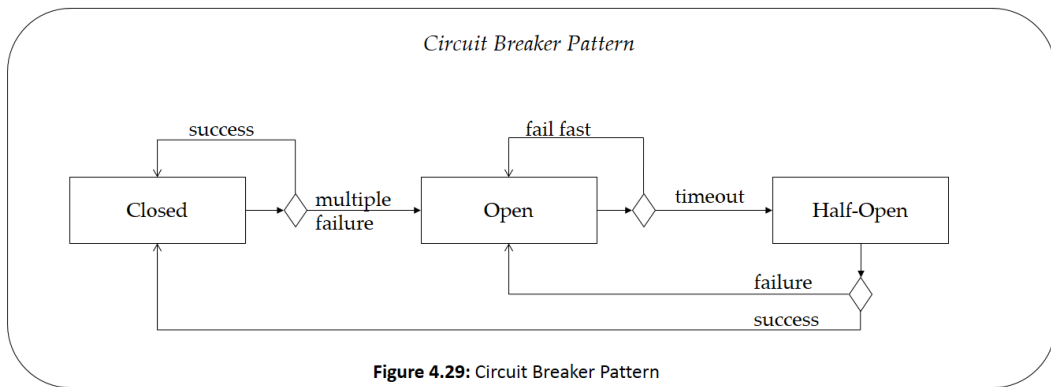 Circuit Breaker Pattern
success
fail fast
Closed
multiple
failure
Open
timeout
Half-Open
failure
success
Figure 4.29: Circuit Breaker Pattern